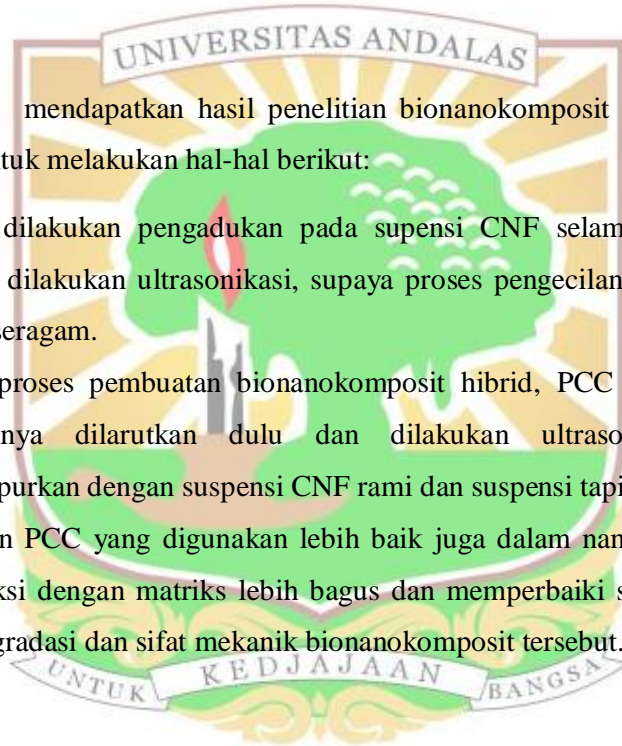 UNIVERSITAS ANDALAS
mendapatkan hasil penelitian bionanokomposit
tuk melakukan hal-hal berikut:
dilakukan pengadukan pada supensi CNF selam
dilakukan ultrasonikasi, supaya proses pengecilan
seragam.
proses pembuatan bionanokomposit hibrid, PCC
nya dilarutkan dulu dan dilakukan ultraso
purkan dengan suspensi CNF rami dan suspensi tapi
n PCC yang digunakan lebih baik juga dalam nan
ksi dengan matriks lebih bagus dan memperbaiki s
gradasi dan sifat mekanik bionanokomposit tersebut.
UNTUK KEDJAJAAN BANGSA